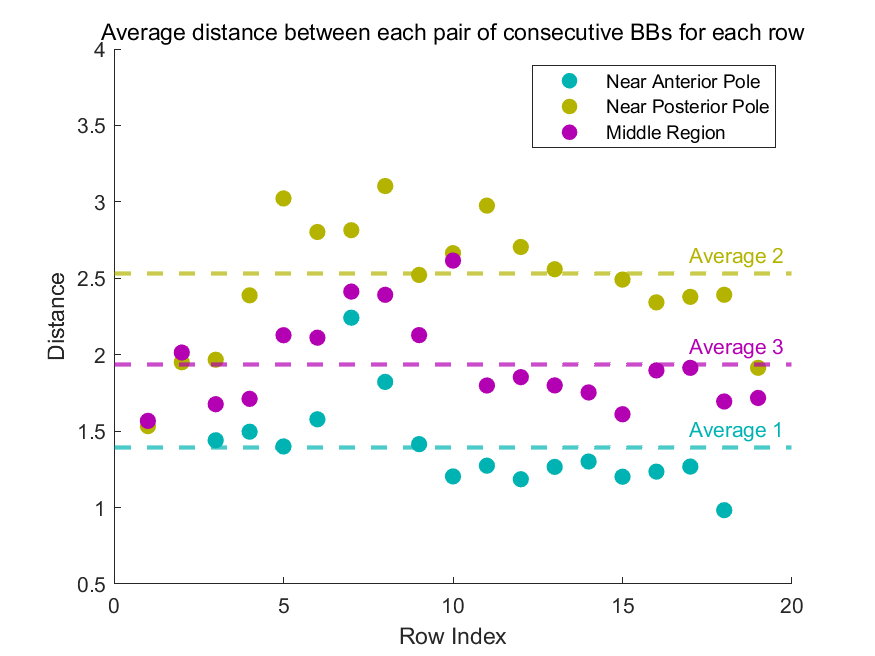 Average distance between each pair of consecutive BBs for each row
4
3.5
3
2.5
2
1.5
1
0.5
Distance
Near Anterior Pole
Near Posterior Pole
Middle Region
Average 2
Average 3
Average 1
0
5
10
15
20
Row Index